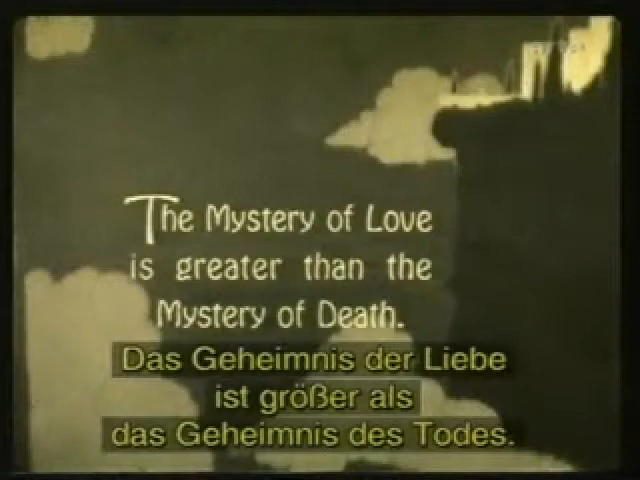 The Mystery of Love
is greater than the
Mystery of Death.
Das Geheimnis der Liebe
ist größer als
das Geheimnis des Todes.